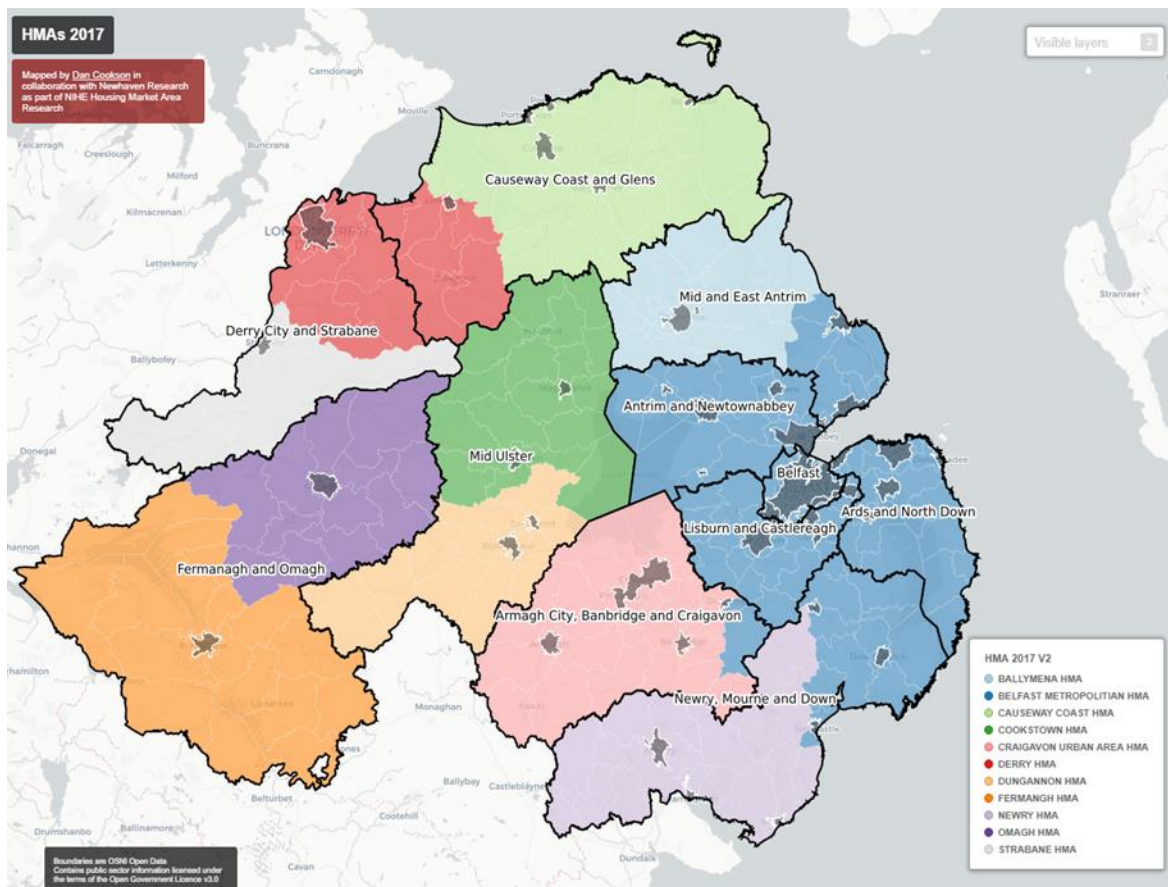 HMAs 2017
Mapped by Dan Cookson in
collaboration with Newhaven Research
as part of NIHE Housing Market Area
Research
Visible layers 3
Carndonagh
Moville
Falcarragh
Creeslough
Buncrana
Milford
Kilmacrenan
Letterkenny
Causeway Coast and Glens
Stranraer
Mid and East Antrim
Derry City and Strabane
Ballybofey
Antrim and Newtownabbey
Donegal
Mid Ulster
Belfast
Lisburn and Castlereagh
Ards and North Down
Fermanagh and Omagh
Armagh City, Banbridge and Craigavon
Newry, Mourne and Down
Monaghan
Ballybay
Castleblayne
Belturbet
Cootehill
Drumshanbo
Ballinamore
Cavan
Dundalk
HMA 2017 V2
BALLYMENA HMA
BELFAST METROPOLITIAN HMA
CAUSEWAY COAST HMA
COOKSTOWN HMA
CRAIGAVON URBAN AREA HMA
DERRY HMA
DUNGANNON HMA
FERMANGH HMA
NEWRY HMA
OMAGH HMA
STRABANE HMA
Boundaries are OSNI Open Data
Contains public sector information licensed under
the terms of the Open Government Licence v3.0